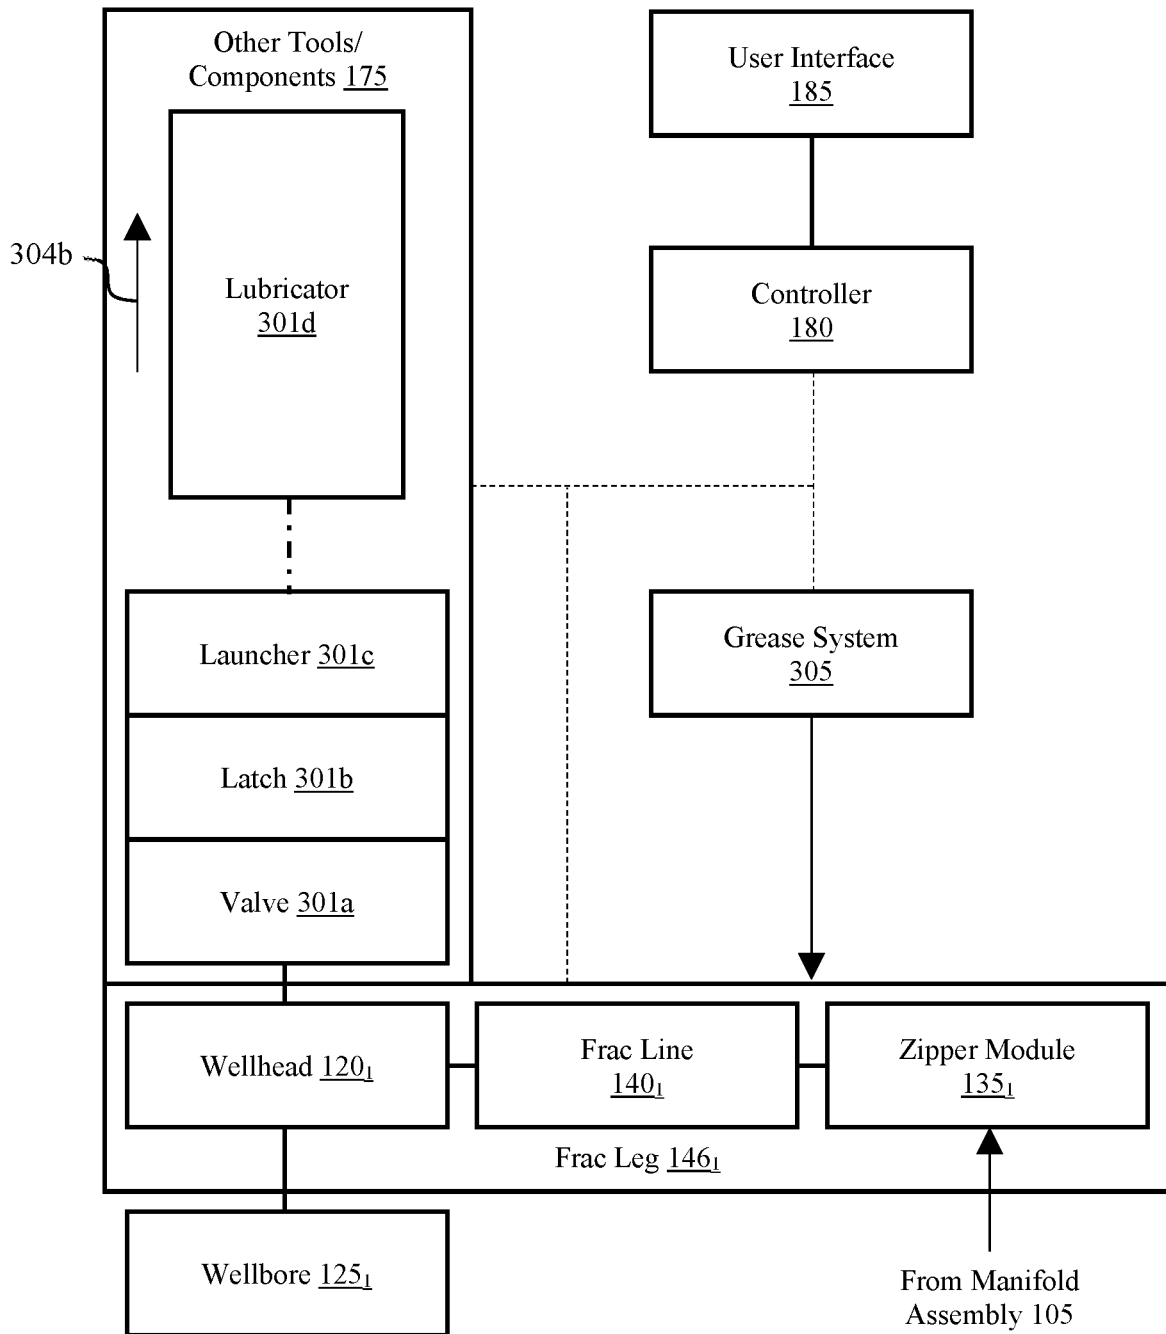 Other Tools/
Components 175
User Interface
185
304b
Lubricator
301d
Controller
180
Launcher 301c
Grease System
305
Latch 301b
Valve 301a
Wellhead 120₁
Frac Line
140₁
Zipper Module
135₁
Frac Leg 146₁
Wellbore 125₁
From Manifold
Assembly 105